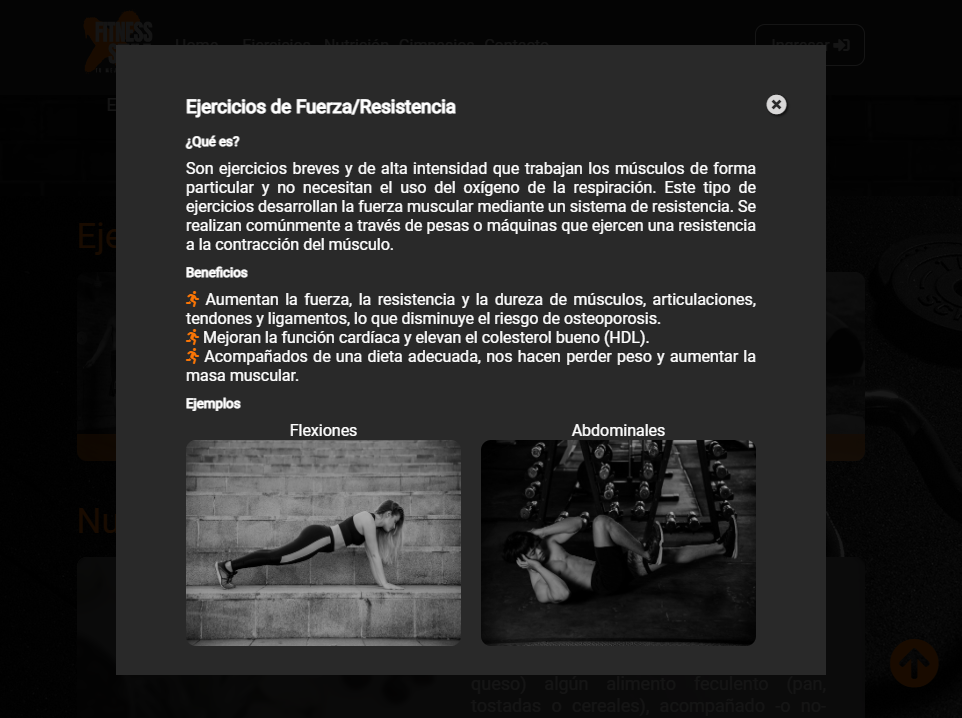 FITNESS
Home Ejercicios Nutrición Gimnasios Contacto
Ingresar
Ejercicios de Fuerza/Resistencia
¿Qué es?
Son ejercicios breves y de alta intensidad que trabajan los músculos de forma
particular y no necesitan el uso del oxígeno de la respiración. Este tipo de
ejercicios desarrollan la fuerza muscular mediante un sistema de resistencia. Se
realizan comúnmente a través de pesas o máquinas que ejercen una resistencia
a la contracción del músculo.
Beneficios
Aumentan la fuerza, la resistencia y la dureza de músculos, articulaciones,
tendones y ligamentos, lo que disminuye el riesgo de osteoporosis.
Mejoran la función cardíaca y elevan el colesterol bueno (HDL).
Acompañados de una dieta adecuada, nos hacen perder peso y aumentar la
masa muscular.
Ejemplos
Flexiones Abdominales
queso) algún alimento feculento (pan,
tostadas o cereales), acompañado -o no-